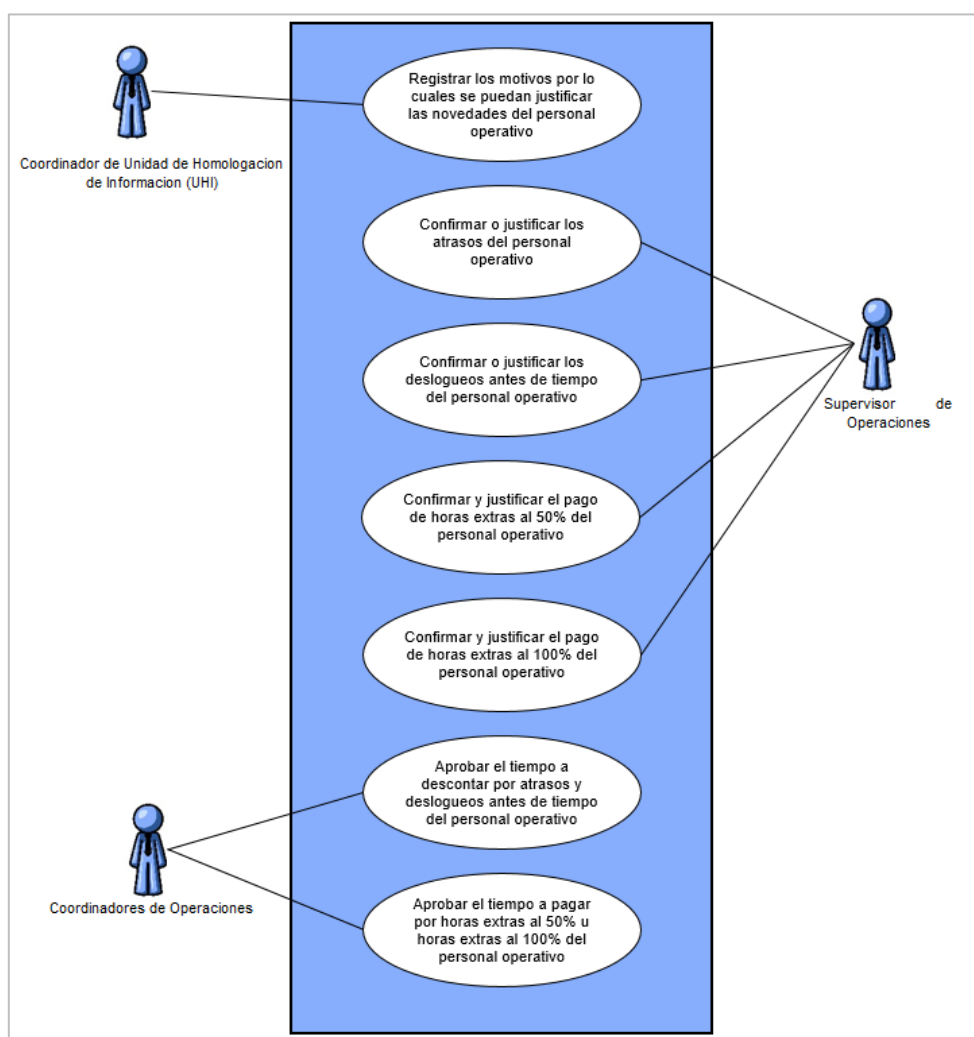 Registrar los motivos por lo
cuales se puedan justificar
las novedades del personal
operativo
Coordinador de Unidad de Homologacion
de Informacion (UHI)
Confirmar o justificar los
atrasos del personal
operativo
Confirmar o justificar los
deslogueos antes de tiempo
del personal operativo
Supervisor de
Operaciones
Confirmar y justificar el pago
de horas extras al 50% del
personal operativo
Confirmar y justificar el pago
de horas extras al 100% del
personal operativo
Aprobar el tiempo a
descontar por atrasos y
deslogueos antes de tiempo
del personal operativo
Coordinadores de Operaciones
Aprobar el tiempo a pagar
por horas extras al 50% u
horas extras al 100% del
personal operativo